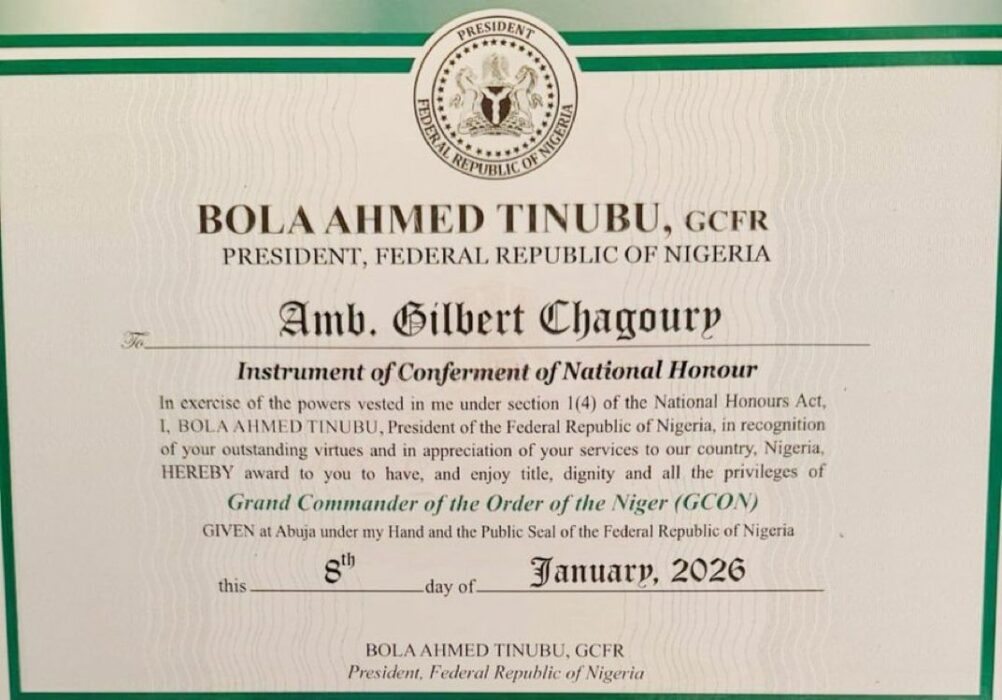 PRESIDENT
FEDERAL REPUBLIC OF NIGERIA
BOLA AHMED TINUBU, GCFR
PRESIDENT, FEDERAL REPUBLIC OF NIGERIA
To Amb. Gilbert Chagoury
Instrument of Conferment of National Honour
In exercise of the powers vested in me under section 1(4) of the National Honours Act,
I, BOLA AHMED TINUBU, President of the Federal Republic of Nigeria, in recognition
of your outstanding virtues and in appreciation of your services to our country, Nigeria,
HEREBY award to you to have, and enjoy title, dignity and all the privileges of
Grand Commander of the Order of the Niger (GCON)
GIVEN at Abuja under my Hand and the Public Seal of the Federal Republic of Nigeria
this 8th day of January, 2026
BOLA AHMED TINUBU, GCFR
President, Federal Republic of Nigeria